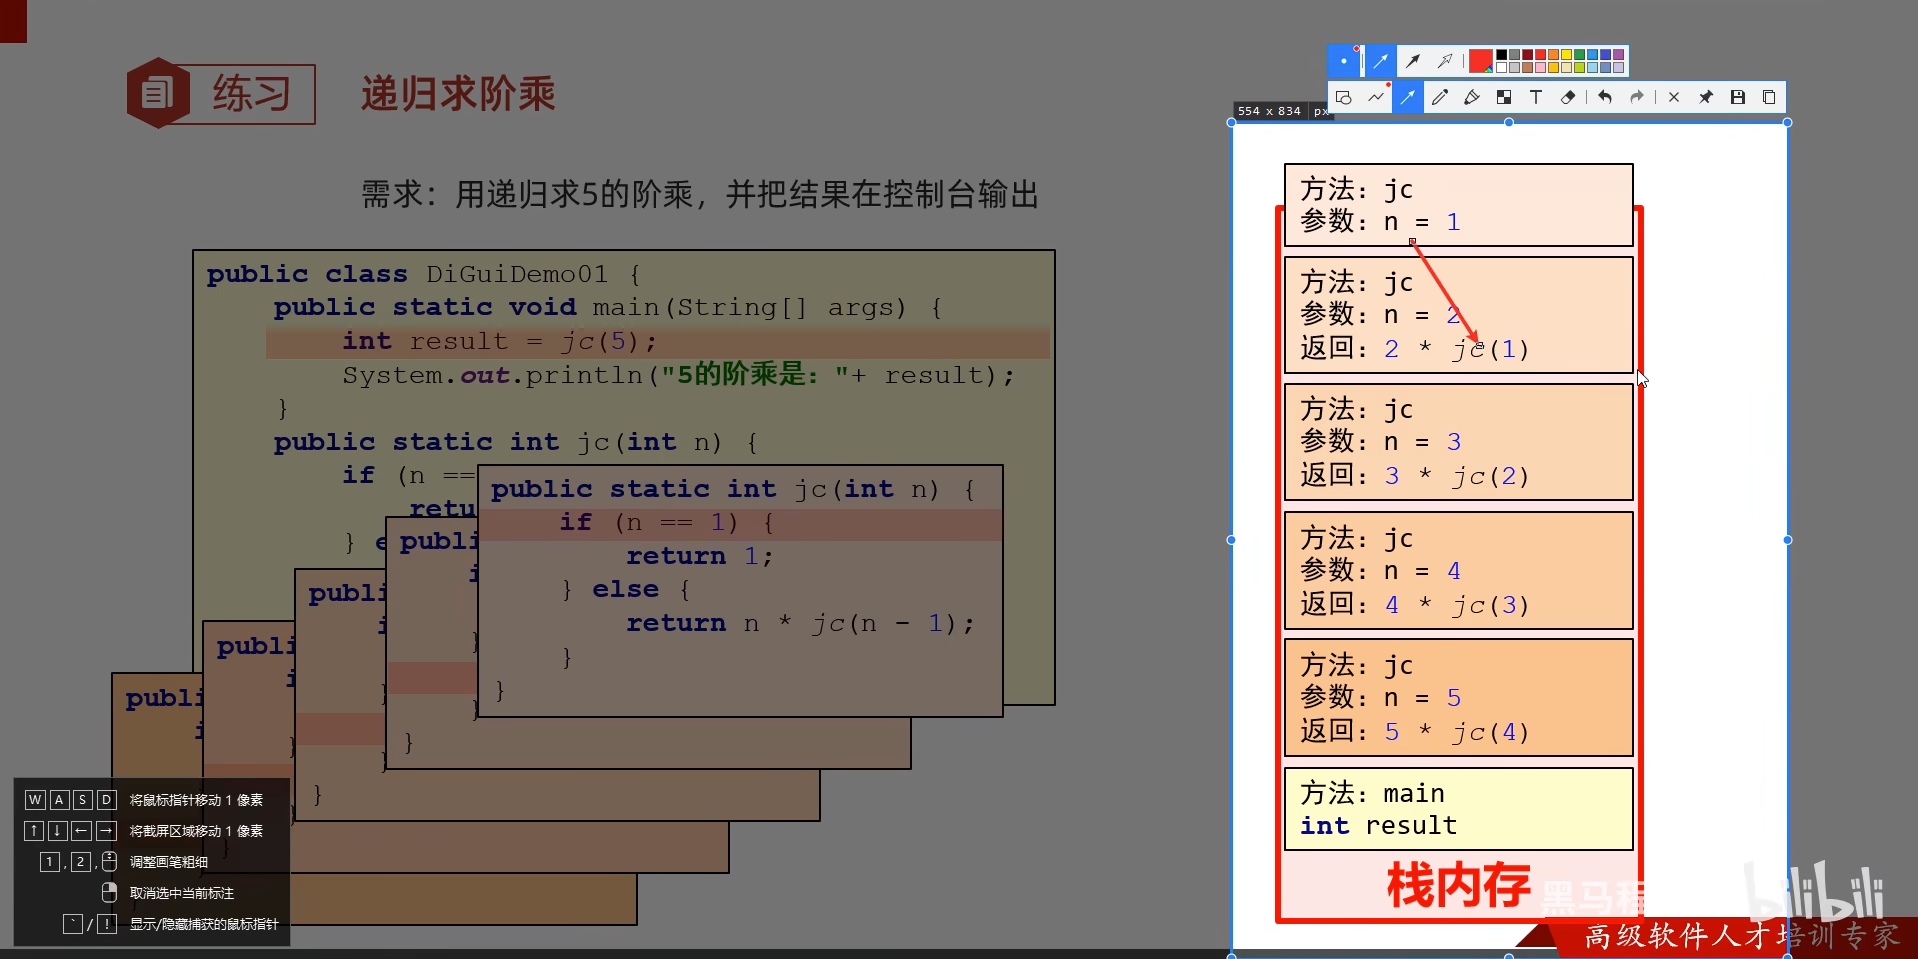 练习
递归求阶乘
需求：用递归求5的阶乘，并把结果在控制台输出
public class DiGuiDemo01 {
public static void main(String[] args) {
int result = jc(5);
System.out.println("5的阶乘是："+ result);
}
public static int jc(int n) {
if (n ==
retu
} e
public static int jc(int n) {
if (n == 1) {
return 1;
} else {
return n * jc(n - 1);
}
}
publi
i
}
}
}
publi
i
}
}
}
publi
i
}
}
publi
i
W A S D 将鼠标指针移动 1 像素
↑ ↓ ← → 将截屏区域移动 1 像素
1 , 2 , 调整画笔粗细
取消选中当前标注
` / ! 显示/隐藏捕获的鼠标指针
554 x 834 px
方法：jc
参数：n = 1
方法：jc
参数：n = 2
返回：2 * jc(1)
方法：jc
参数：n = 3
返回：3 * jc(2)
方法：jc
参数：n = 4
返回：4 * jc(3)
方法：jc
参数：n = 5
返回：5 * jc(4)
方法：main
int result
栈内存
黑马程
bilibili
高级软件人才培训专家